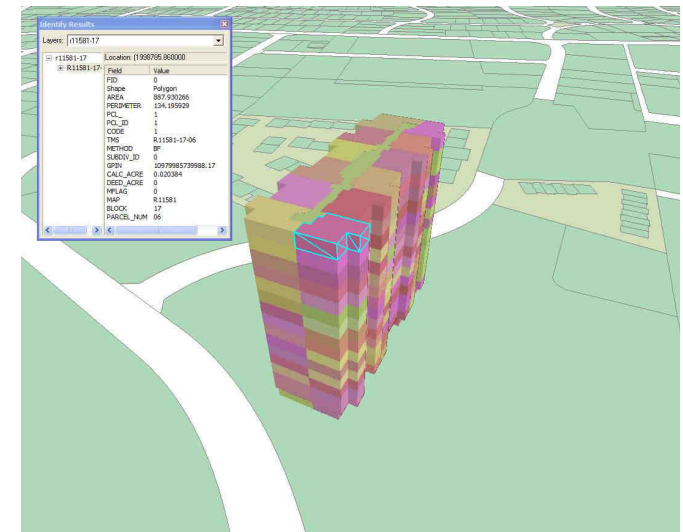 Identify Results
Layers: r11581-17
r11581-17
R11581-17-
Location: (1998785.860000
Field Value
FID 0
Shape Polygon
AREA 887.930266
PERIMETER 134.195929
PCL_ 1
PCL_ID 1
CODE 1
TMS R11581-17-06
METHOD BF
SUBDIV_ID 0
GPIN 10979985739988.17
CALC_ACRE 0.020384
DEED_ACRE 0
MFLAG 0
MAP R11581
BLOCK 17
PARCEL_NUM 06